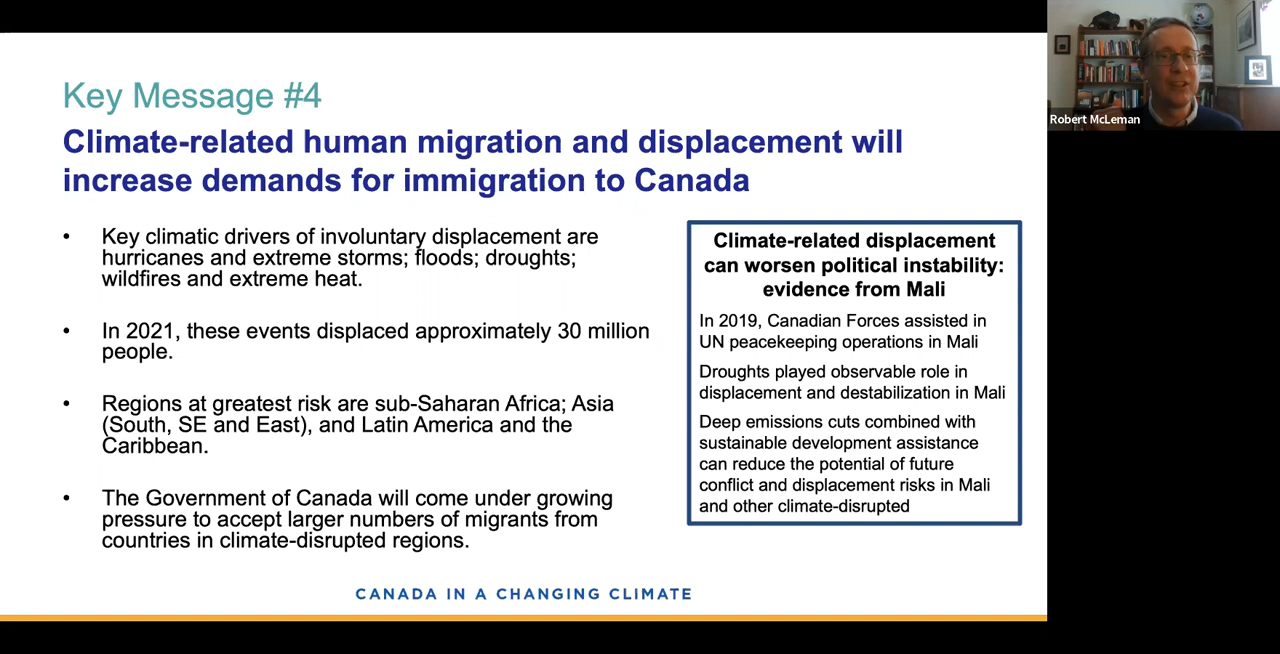 Key Message #4
Climate-related human migration and displacement will
increase demands for immigration to Canada
• Key climatic drivers of involuntary displacement are
hurricanes and extreme storms; floods; droughts;
wildfires and extreme heat.
• In 2021, these events displaced approximately 30 million
people.
• Regions at greatest risk are sub-Saharan Africa; Asia
(South, SE and East), and Latin America and the
Caribbean.
• The Government of Canada will come under growing
pressure to accept larger numbers of migrants from
countries in climate-disrupted regions.
Climate-related displacement
can worsen political instability:
evidence from Mali
In 2019, Canadian Forces assisted in
UN peacekeeping operations in Mali
Droughts played observable role in
displacement and destabilization in Mali
Deep emissions cuts combined with
sustainable development assistance
can reduce the potential of future
conflict and displacement risks in Mali
and other climate-disrupted
CANADA IN A CHANGING CLIMATE
Robert McLeman